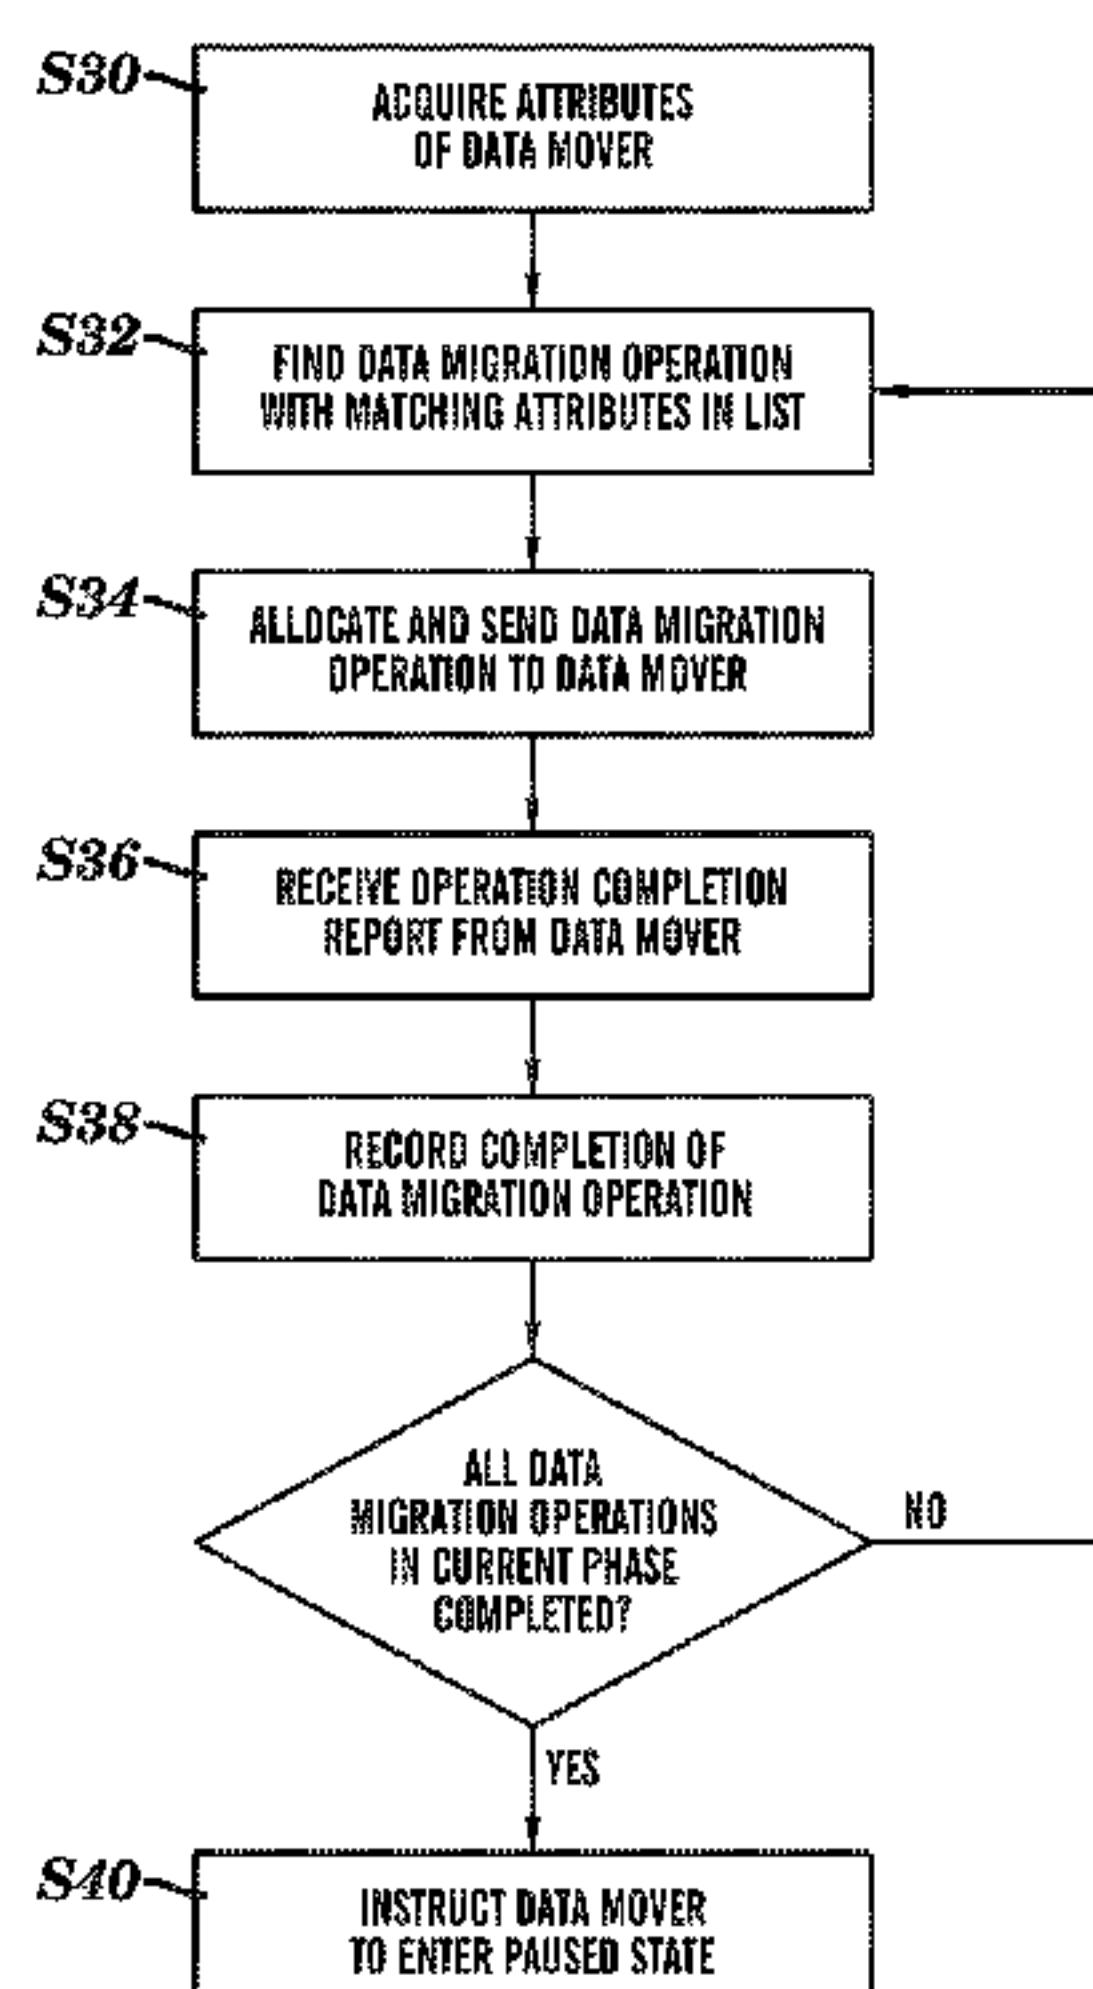 S30
ACQUIRE ATTRIBUTES
OF DATA MOVER
S32
FIND DATA MIGRATION OPERATION
WITH MATCHING ATTRIBUTES IN LIST
S34
ALLOCATE AND SEND DATA MIGRATION
OPERATION TO DATA MOVER
S36
RECEIVE OPERATION COMPLETION
REPORT FROM DATA MOVER
S38
RECORD COMPLETION OF
DATA MIGRATION OPERATION
ALL DATA
MIGRATION OPERATIONS
IN CURRENT PHASE
COMPLETED?
NO
YES
S40
INSTRUCT DATA MOVER
TO ENTER PAUSED STATE